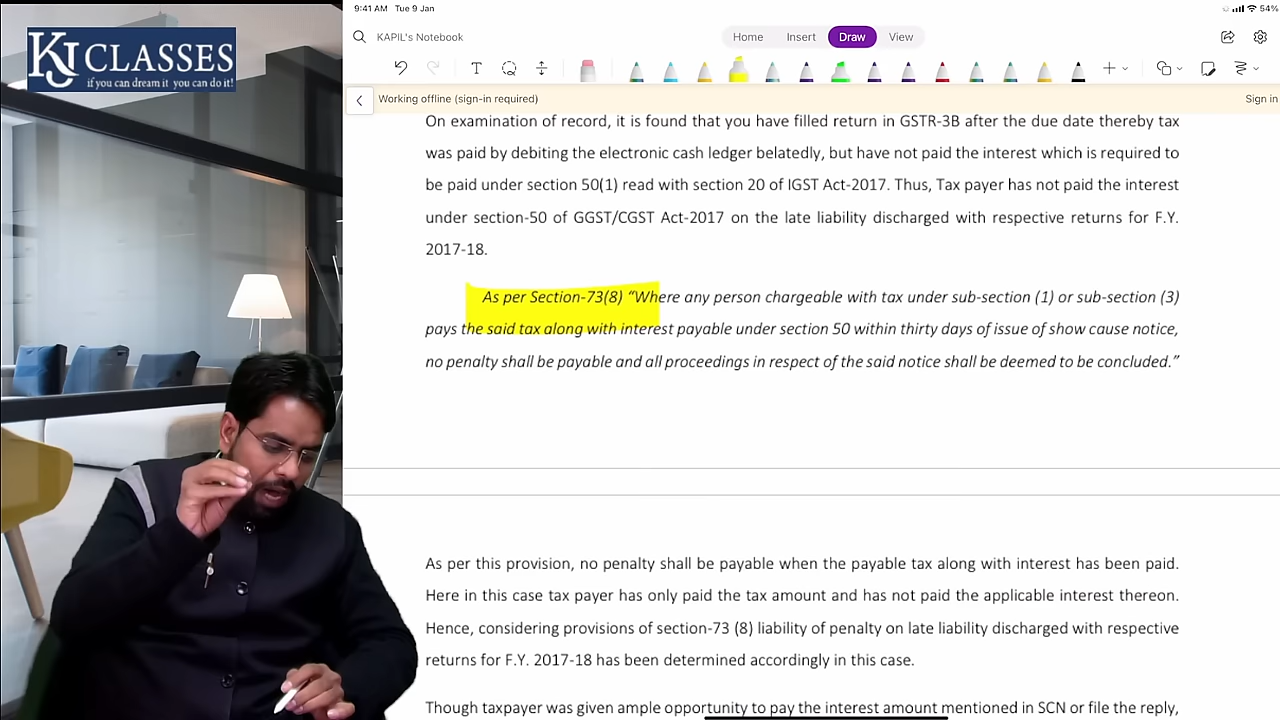 KJ CLASSES
if you can dream it you can do it!
9:41 AM Tue 9 Jan
54%
KAPIL's Notebook
Home Insert Draw View
Working offline (sign-in required)
Sign in
On examination of record, it is found that you have filled return in GSTR-3B after the due date thereby tax
was paid by debiting the electronic cash ledger belatedly, but have not paid the interest which is required to
be paid under section 50(1) read with section 20 of IGST Act-2017. Thus, Tax payer has not paid the interest
under section-50 of GGST/CGST Act-2017 on the late liability discharged with respective returns for F.Y.
2017-18.
As per Section-73(8) “Where any person chargeable with tax under sub-section (1) or sub-section (3)
pays the said tax along with interest payable under section 50 within thirty days of issue of show cause notice,
no penalty shall be payable and all proceedings in respect of the said notice shall be deemed to be concluded.”
As per this provision, no penalty shall be payable when the payable tax along with interest has been paid.
Here in this case tax payer has only paid the tax amount and has not paid the applicable interest thereon.
Hence, considering provisions of section-73 (8) liability of penalty on late liability discharged with respective
returns for F.Y. 2017-18 has been determined accordingly in this case.
Though taxpayer was given ample opportunity to pay the interest amount mentioned in SCN or file the reply,